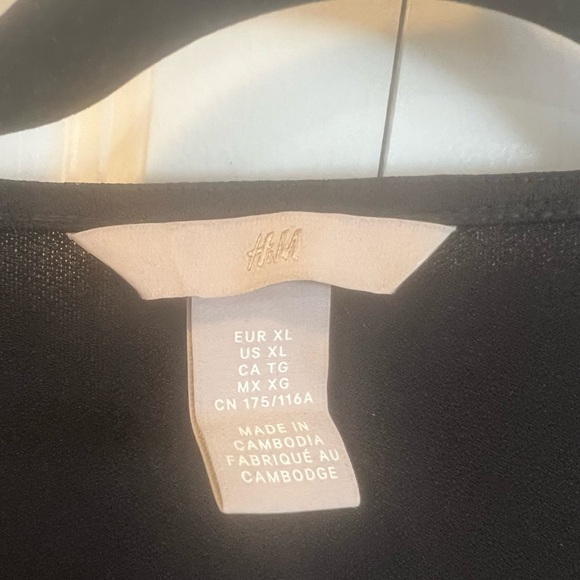 H&M
EUR XL
US XL
CA TG
MX XG
CN 175/116A
MADE IN
CAMBODIA
FABRIQUÉ AU
CAMBODGE